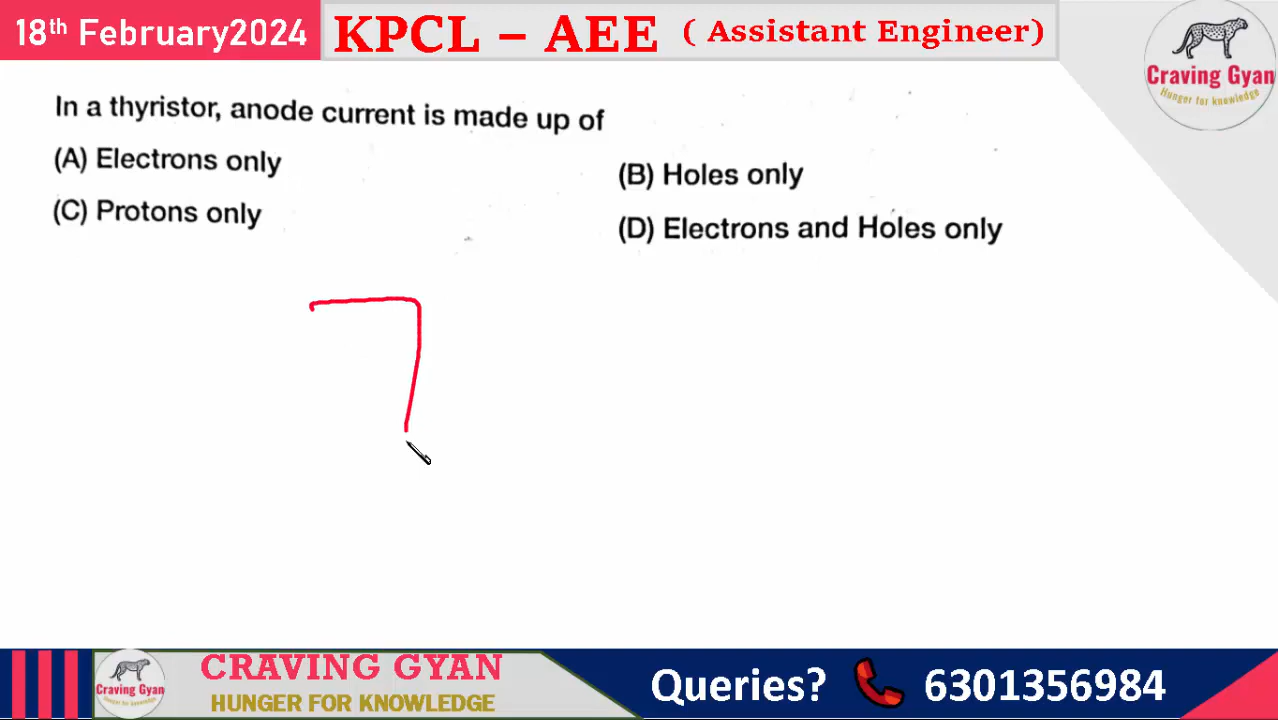 18th February2024
KPCL – AEE ( Assistant Engineer)
Craving Gyan
Hunger for knowledge
In a thyristor, anode current is made up of
(A) Electrons only
(B) Holes only
(C) Protons only
(D) Electrons and Holes only
Craving Gyan
CRAVING GYAN
HUNGER FOR KNOWLEDGE
Queries? 6301356984